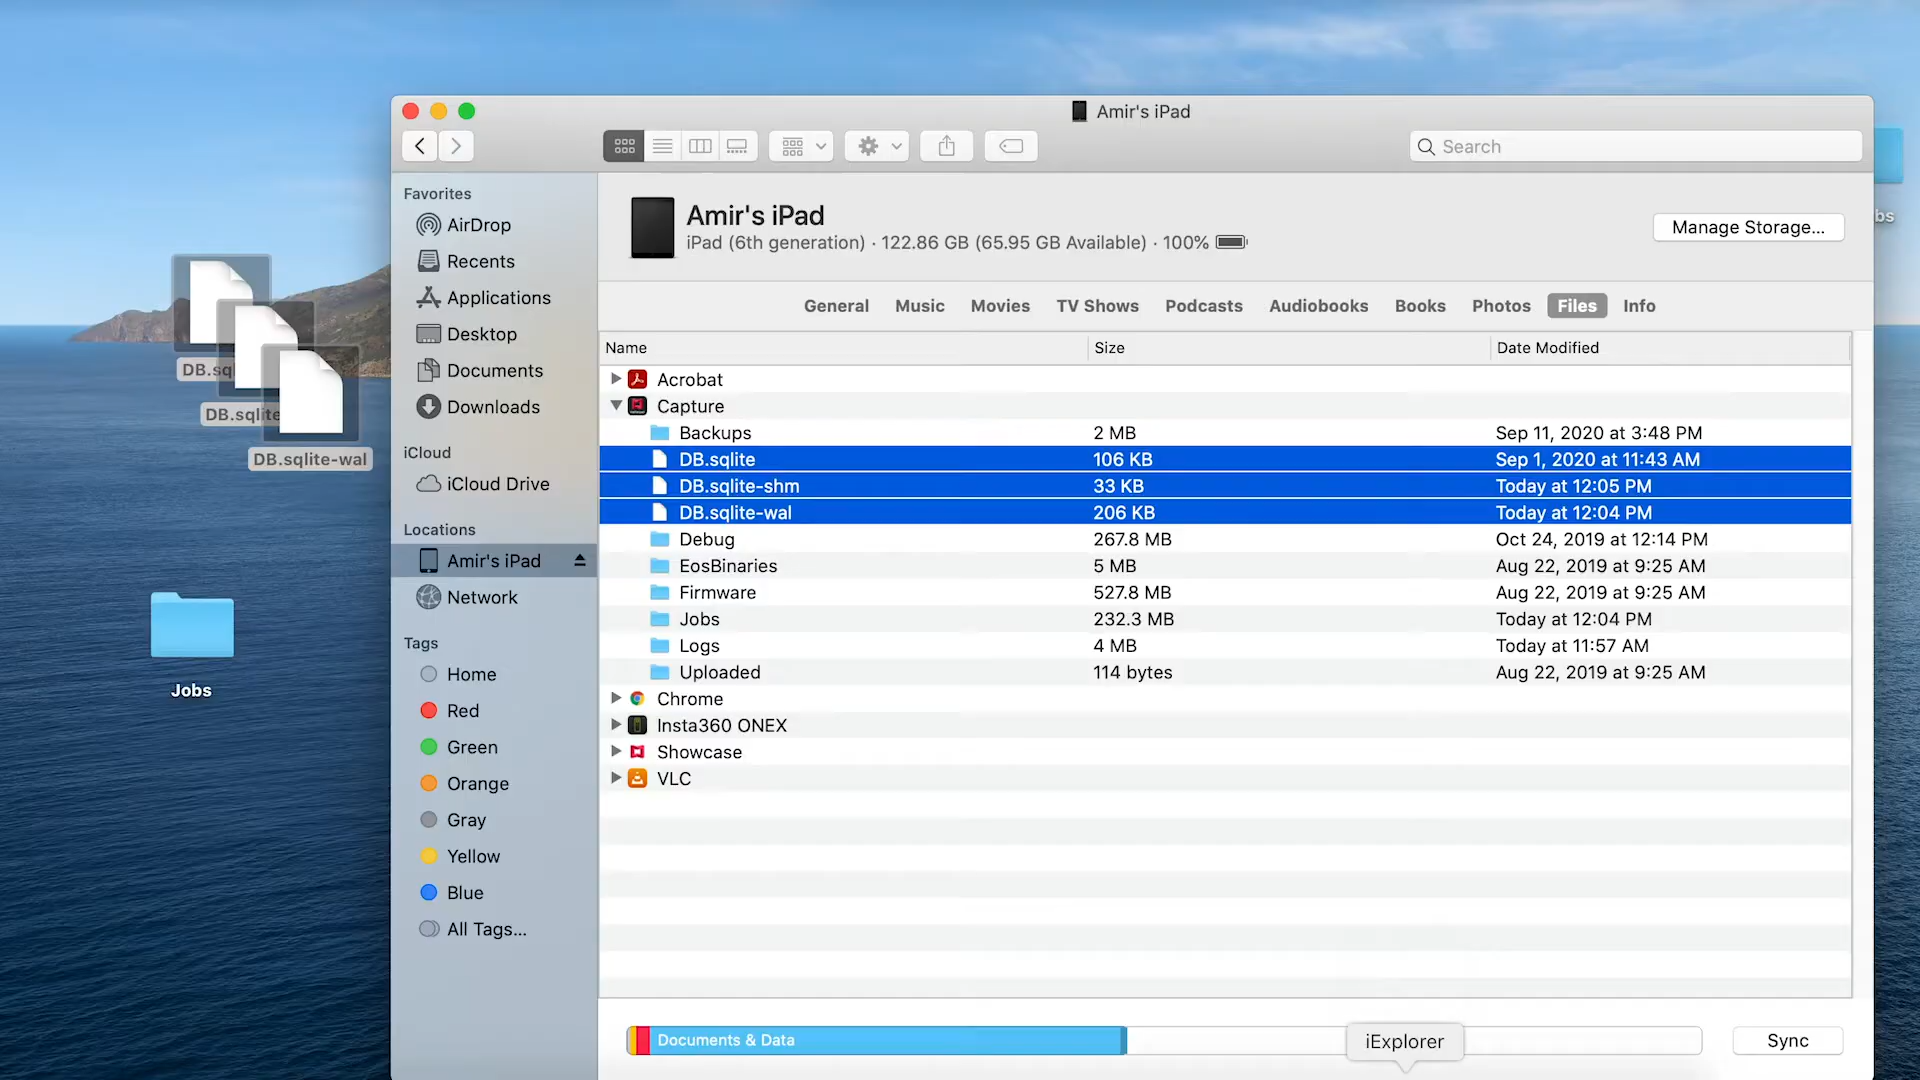 Amir's iPad
Search
Favorites
AirDrop
Recents
Applications
Desktop
Documents
Downloads
iCloud
iCloud Drive
Locations
Amir's iPad
Network
Tags
Home
Red
Green
Orange
Gray
Yellow
Blue
All Tags...
Amir's iPad
iPad (6th generation) · 122.86 GB (65.95 GB Available) · 100%
Manage Storage...
General Music Movies TV Shows Podcasts Audiobooks Books Photos Files Info
Name Size Date Modified
Acrobat
Capture
Backups 2 MB Sep 11, 2020 at 3:48 PM
DB.sqlite 106 KB Sep 1, 2020 at 11:43 AM
DB.sqlite-shm 33 KB Today at 12:05 PM
DB.sqlite-wal 206 KB Today at 12:04 PM
Debug 267.8 MB Oct 24, 2019 at 12:14 PM
EosBinaries 5 MB Aug 22, 2019 at 9:25 AM
Firmware 527.8 MB Aug 22, 2019 at 9:25 AM
Jobs 232.3 MB Today at 12:04 PM
Logs 4 MB Today at 11:57 AM
Uploaded 114 bytes Aug 22, 2019 at 9:25 AM
Chrome
Insta360 ONEX
Showcase
VLC
Documents & Data
iExplorer
Sync
DB.sql
DB.sqlite
DB.sqlite-wal
Jobs
bs